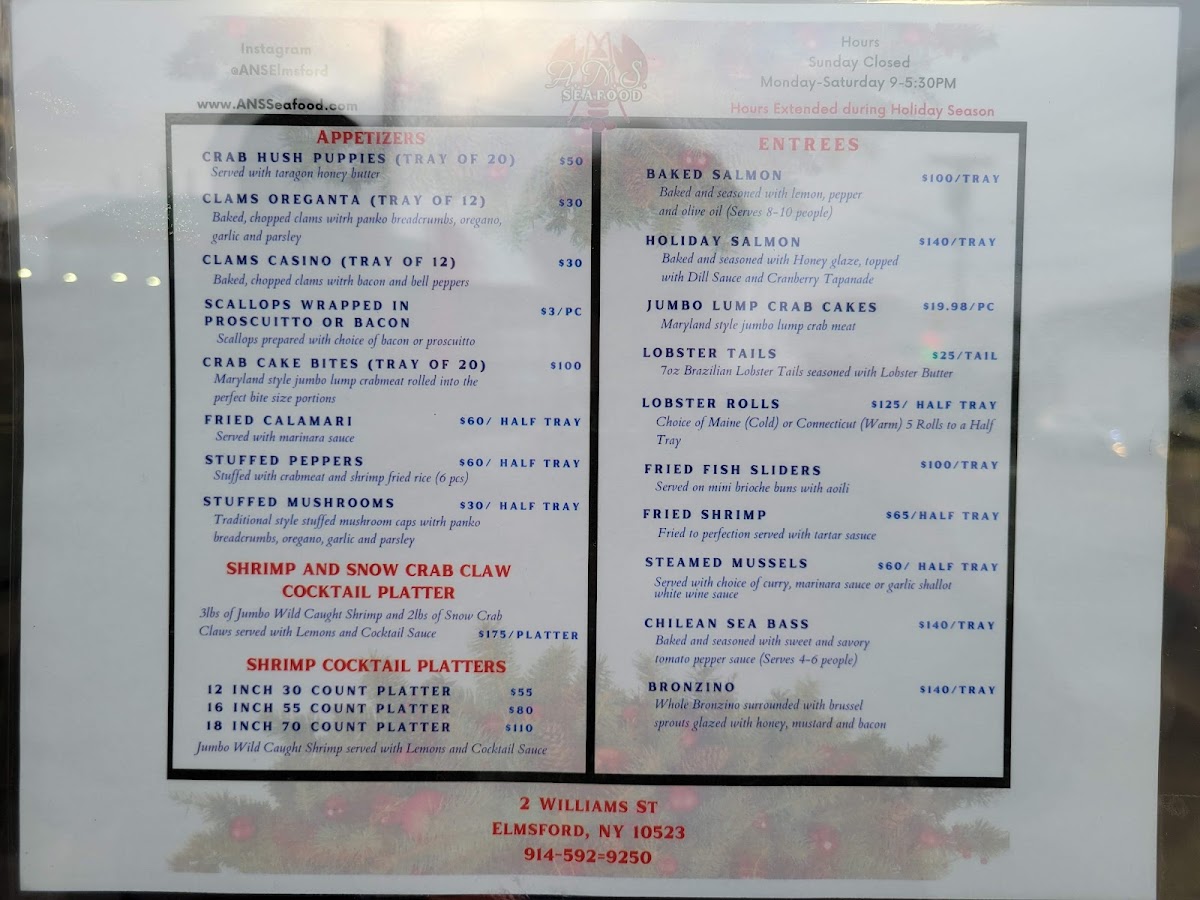 Instagram
@ANSElmsford
www.ANSSeafood.com
A.N.S
SEAFOOD
Hours
Sunday Closed
Monday-Saturday 9-5:30PM
Hours Extended during Holiday Season
APPETIZERS
CRAB HUSH PUPPIES (TRAY OF 20) $50
Served with taragon honey butter
CLAMS OREGANTA (TRAY OF 12) $30
Baked, chopped clams witrh panko breadcrumbs, oregano,
garlic and parsley
CLAMS CASINO (TRAY OF 12) $30
Baked, chopped clams witrh bacon and bell peppers
SCALLOPS WRAPPED IN
PROSCUITTO OR BACON $3/PC
Scallops prepared with choice of bacon or proscuitto
CRAB CAKE BITES (TRAY OF 20) $100
Maryland style jumbo lump crabmeat rolled into the
perfect bite size portions
FRIED CALAMARI $60/ HALF TRAY
Served with marinara sauce
STUFFED PEPPERS $60/ HALF TRAY
Stuffed with crabmeat and shrimp fried rice (6 pcs)
STUFFED MUSHROOMS $30/ HALF TRAY
Traditional style stuffed mushroom caps witrh panko
breadcrumbs, oregano, garlic and parsley
SHRIMP AND SNOW CRAB CLAW
COCKTAIL PLATTER
3lbs of Jumbo Wild Caught Shrimp and 2lbs of Snow Crab
Claws served with Lemons and Cocktail Sauce $175/PLATTER
SHRIMP COCKTAIL PLATTERS
12 INCH 30 COUNT PLATTER $55
16 INCH 55 COUNT PLATTER $80
18 INCH 70 COUNT PLATTER $110
Jumbo Wild Caught Shrimp served with Lemons and Cocktail Sauce
ENTREES
BAKED SALMON $100/TRAY
Baked and seasoned with lemon, pepper
and olive oil (Serves 8-10 people)
HOLIDAY SALMON $140/TRAY
Baked and seasoned with Honey glaze, topped
with Dill Sauce and Cranberry Tapanade
JUMBO LUMP CRAB CAKES $19.98/PC
Maryland style jumbo lump crab meat
LOBSTER TAILS $25/TAIL
7oz Brazilian Lobster Tails seasoned with Lobster Butter
LOBSTER ROLLS $125/ HALF TRAY
Choice of Maine (Cold) or Connecticut (Warm) 5 Rolls to a Half
Tray
FRIED FISH SLIDERS $100/TRAY
Served on mini brioche buns with aoili
FRIED SHRIMP $65/HALF TRAY
Fried to perfection served with tartar sasuce
STEAMED MUSSELS $60/ HALF TRAY
Served with choice of curry, marinara sauce or garlic shallot
white wine sauce
CHILEAN SEA BASS $140/TRAY
Baked and seasoned with sweet and savory
tomato pepper sauce (Serves 4-6 people)
BRONZINO $140/TRAY
Whole Bronzino surrounded with brussel
sprouts glazed with honey, mustard and bacon
2 WILLIAMS ST
ELMSFORD, NY 10523
914-592=9250